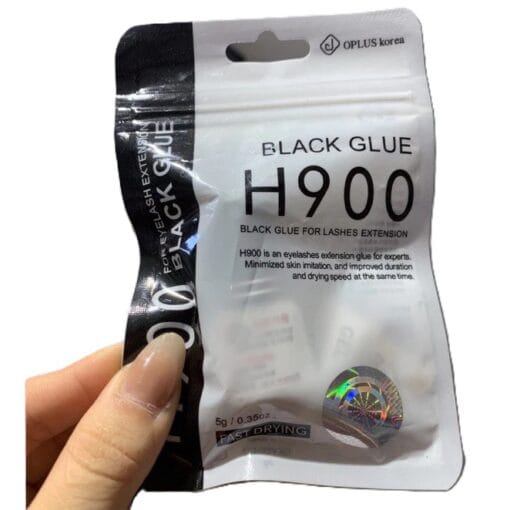 OPLUS korea
BLACK GLUE
H900
BLACK GLUE FOR LASHES EXTENSION
H900 is an eyelashes extension glue for experts.
Minimized skin imitation, and improved duration
and drying speed at the same time.
5g / 0.35oz
FAST DRYING
FOR EYELASH EXTENSION
BLACK GLUE